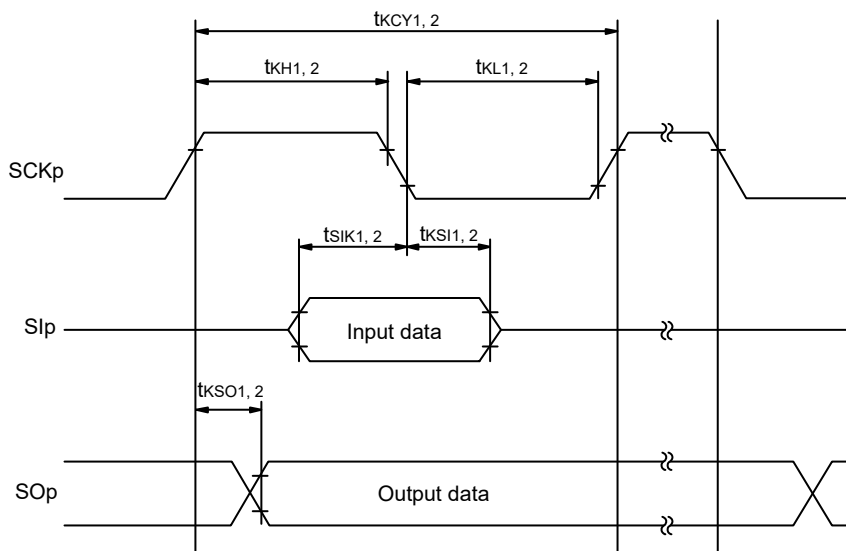 tKCY1, 2
tKH1, 2
tKL1, 2
SCKp
tSIK1, 2
tKSI1, 2
SIp
Input data
tKSO1, 2
SOp
Output data